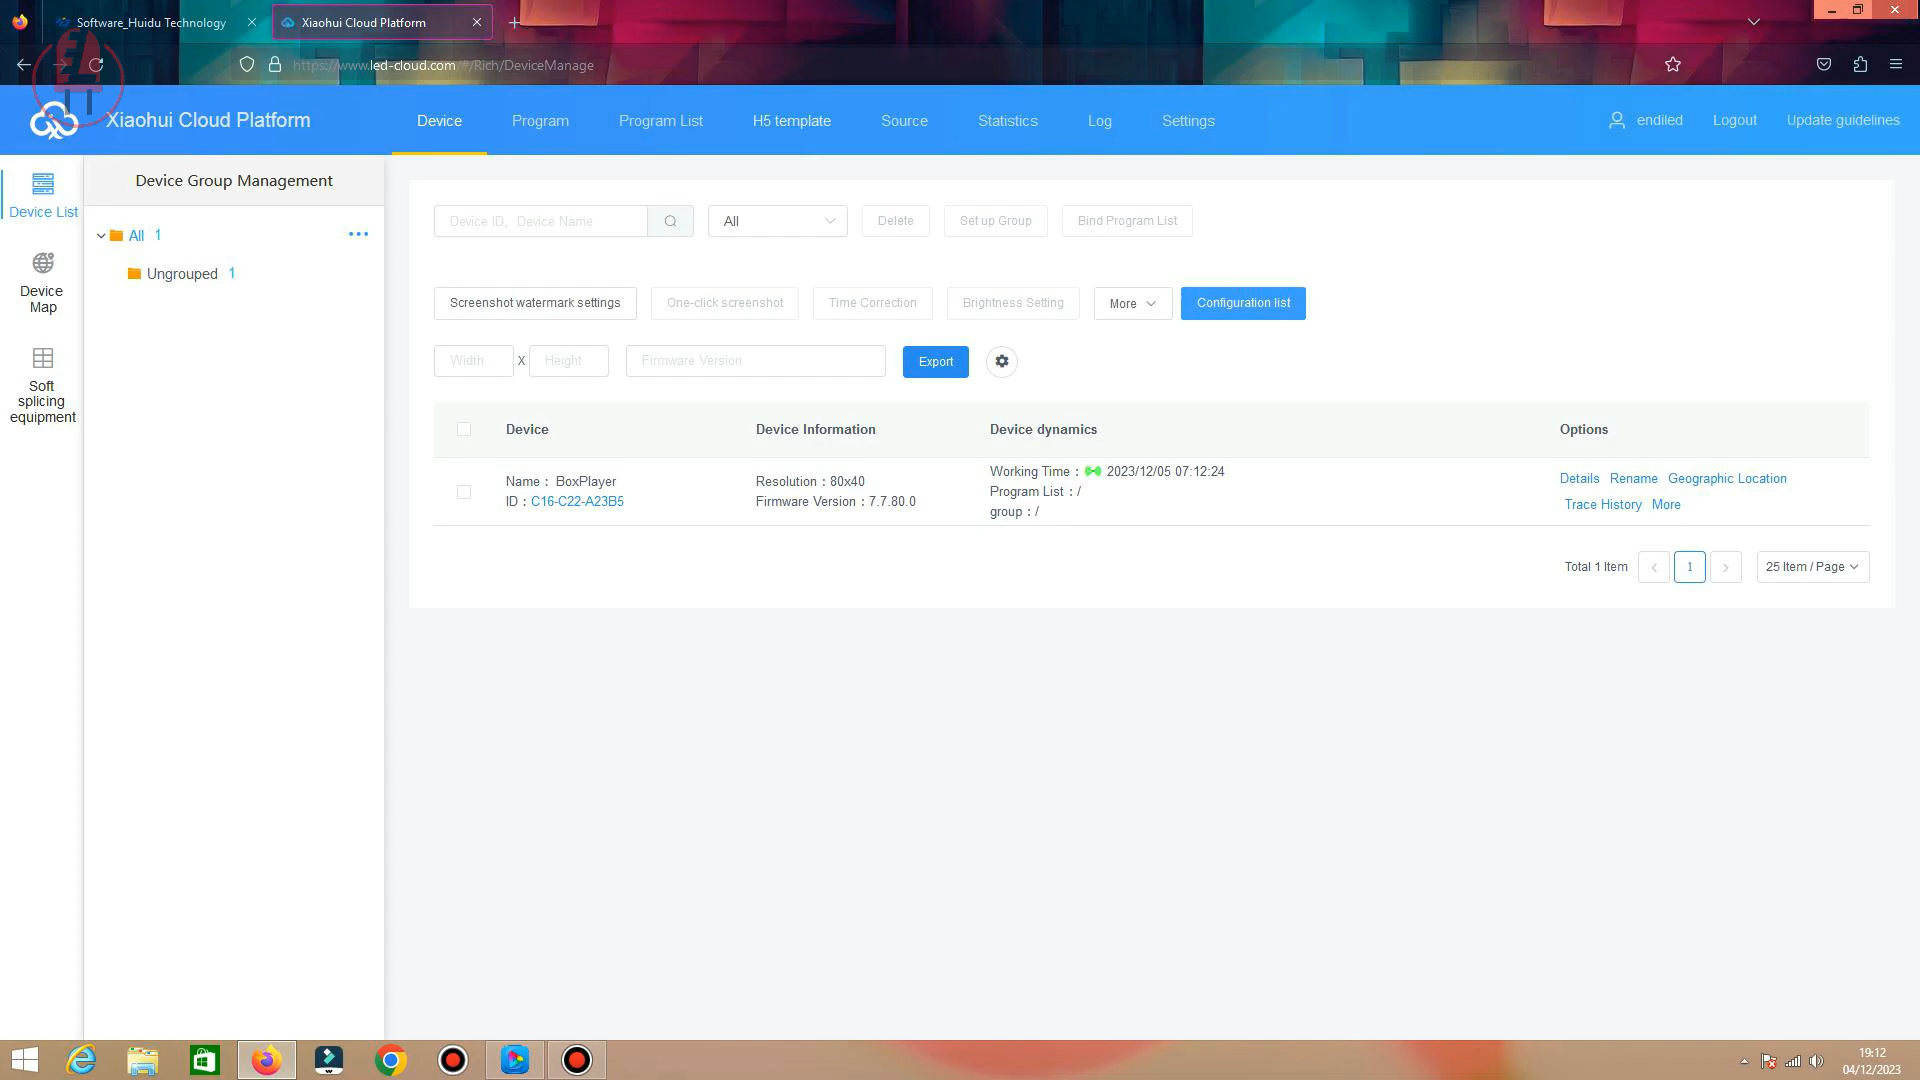 Software_Huidu Technology
Xiaohui Cloud Platform
https://www.led-cloud.com/#/Rich/DeviceManage
Xiaohui Cloud Platform
Device
Program
Program List
H5 template
Source
Statistics
Log
Settings
endiled
Logout
Update guidelines
Device List
Device
Map
Soft
splicing
equipment
Device Group Management
All 1
Ungrouped 1
Device ID、Device Name
All
Delete
Set up Group
Bind Program List
Screenshot watermark settings
One-click screenshot
Time Correction
Brightness Setting
More
Configuration list
Width
X
Height
Firmware Version
Export
Device
Device Information
Device dynamics
Options
Name： BoxPlayer
ID：C16-C22-A23B5
Resolution：80x40
Firmware Version：7.7.80.0
Working Time： 2023/12/05 07:12:24
Program List：/
group：/
Details Rename Geographic Location
Trace History More
Total 1 Item
1
25 Item / Page
19:12
04/12/2023